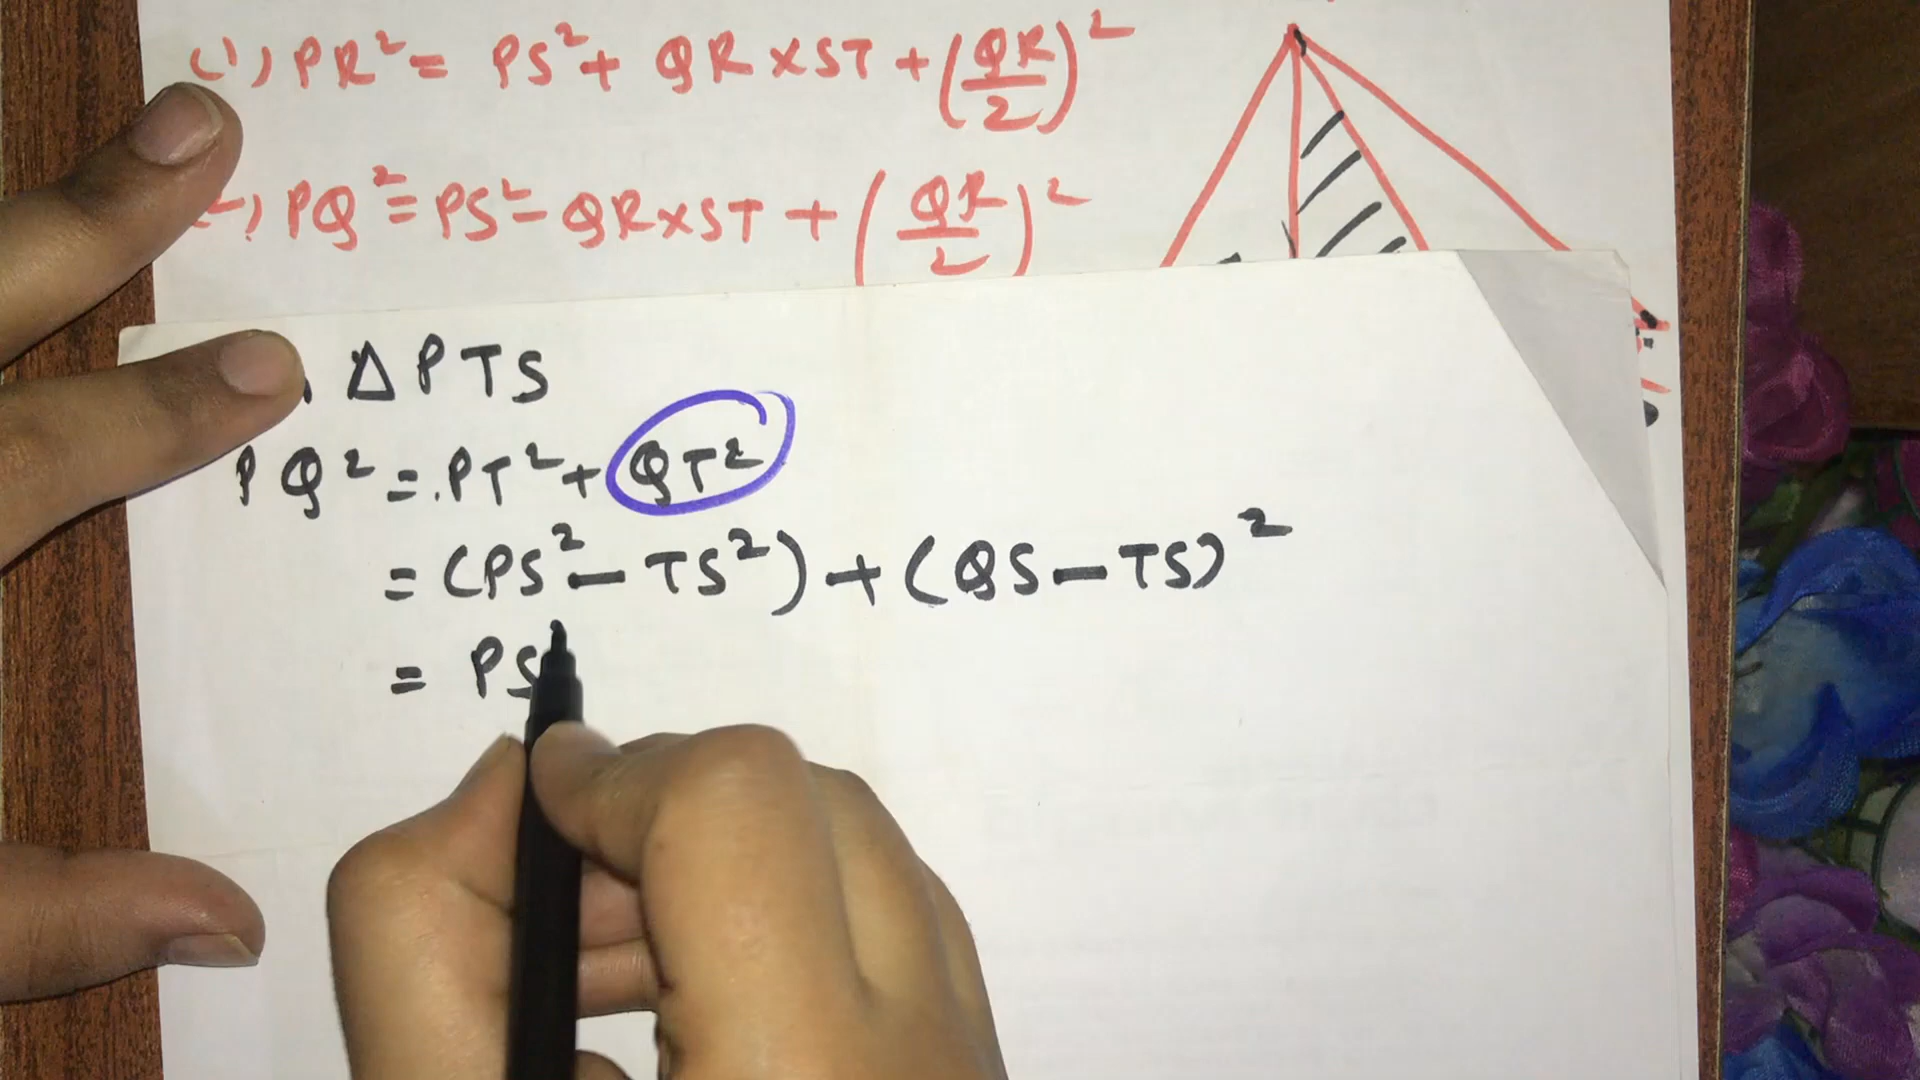 (1) PR² = PS² + QR × ST + (QR/2)²
) PQ² = PS² - QR × ST + (QR/2)²
Δ PTS
PQ² = PT² + QT²
= (PS² - TS²) + (QS - TS)²
= PS